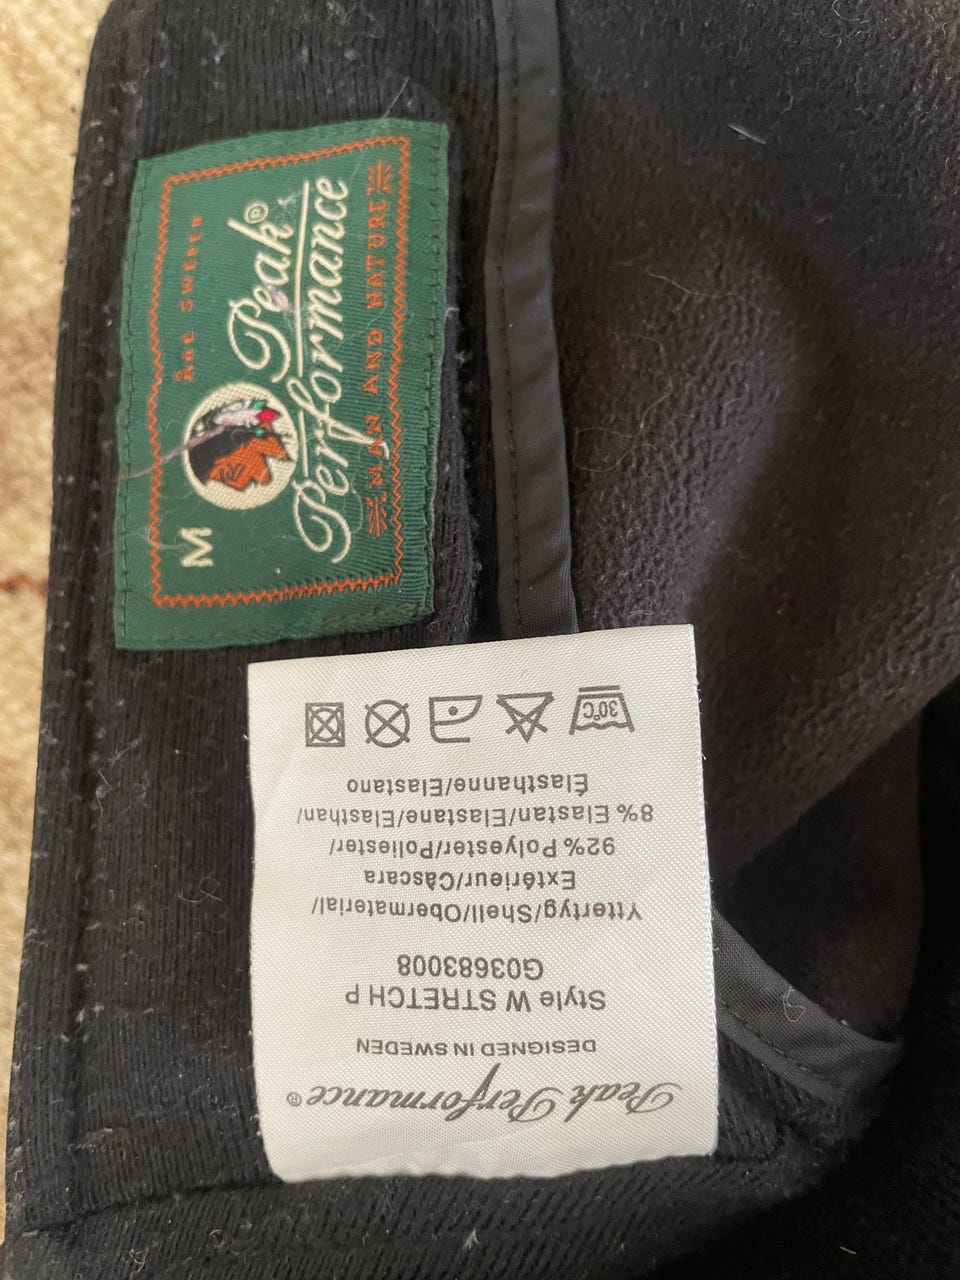 Åre Sweden
M
Peak®
Performance
MAN AND NATURE
Peak Performance®
DESIGNED IN SWEDEN
Style W STRETCH P
G03683008
Yttertyg/Shell/Obermaterial/
Extérieur/Cáscara
92% Polyester/Poliester/
8% Elastan/Elastane/Elasthan/
Élasthanne/Elastano
30°C